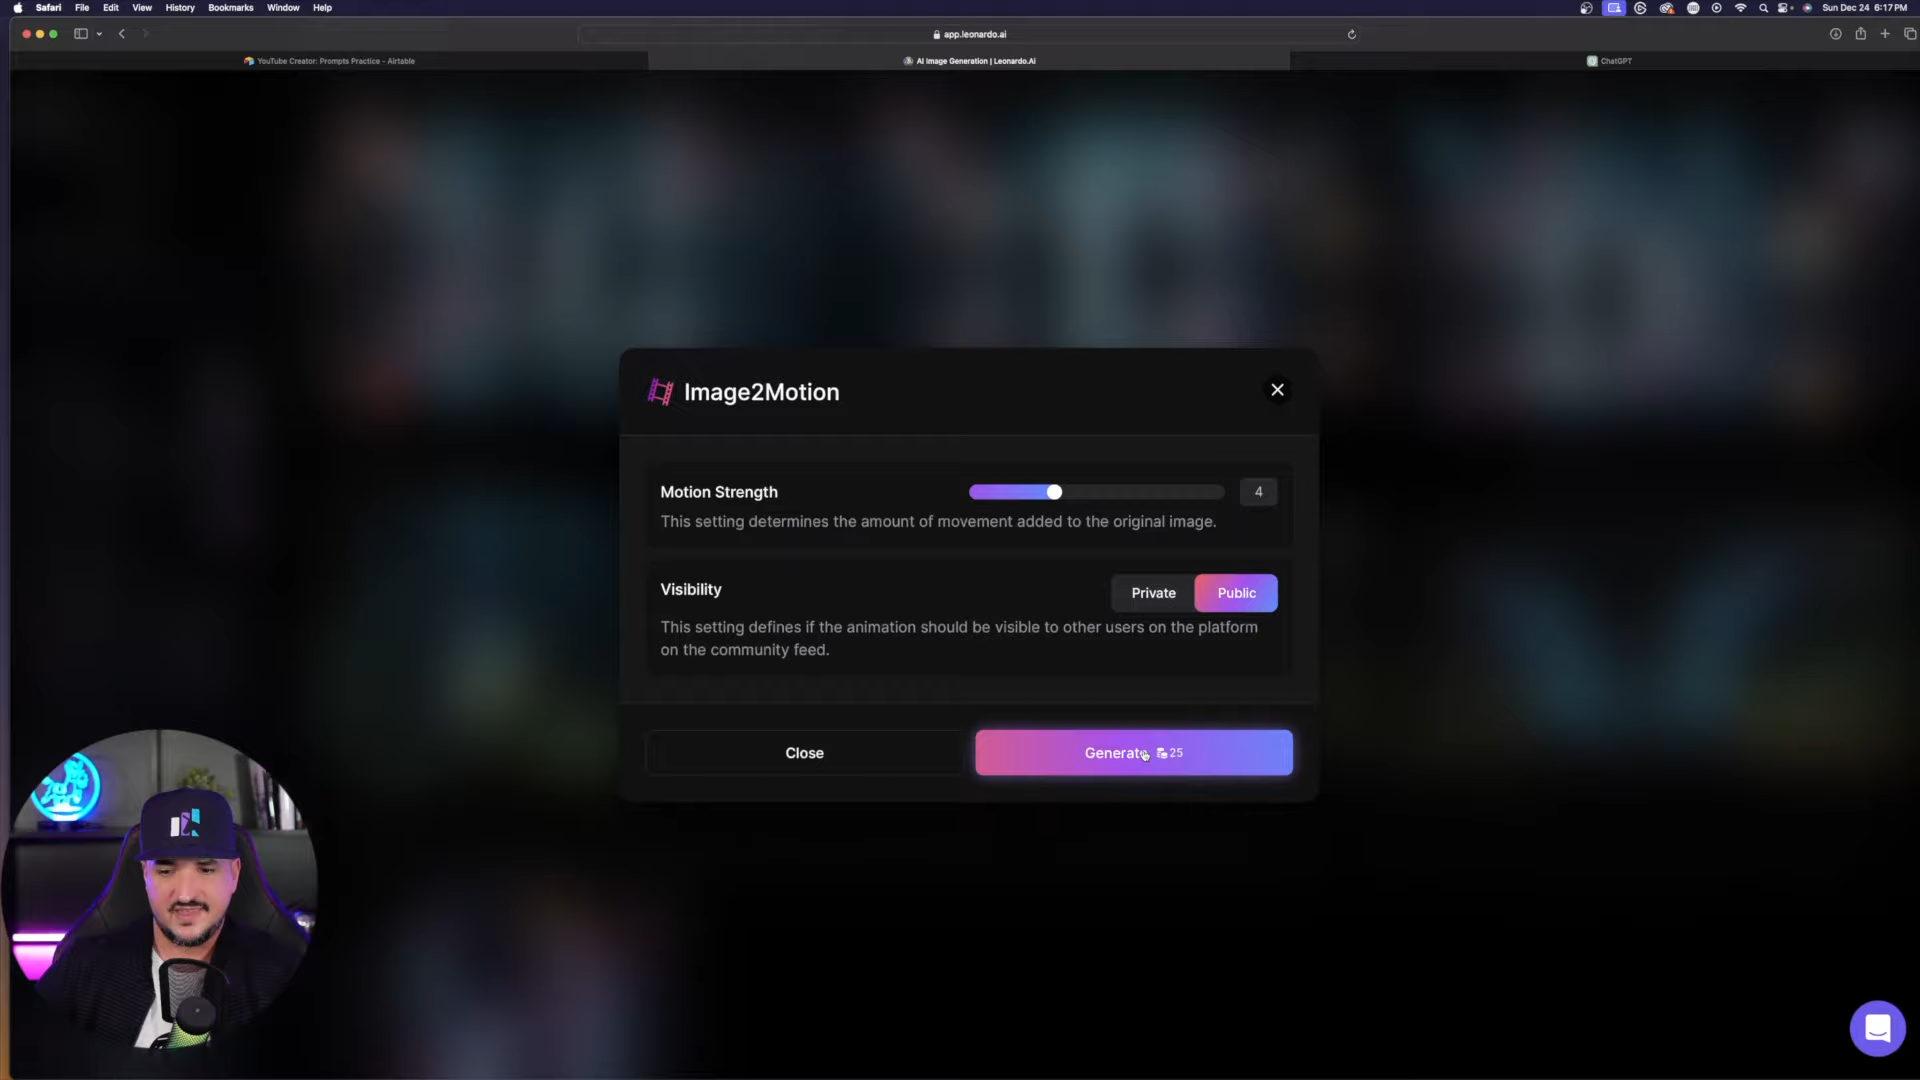 Safari File Edit View History Bookmarks Window Help
Sun Dec 24 6:17 PM
app.leonardo.ai
YouTube Creator: Prompts Practice - Airtable
AI Image Generation | Leonardo.Ai
ChatGPT
Image2Motion
Motion Strength
4
This setting determines the amount of movement added to the original image.
Visibility
Private
Public
This setting defines if the animation should be visible to other users on the platform
on the community feed.
Close
Generate 25